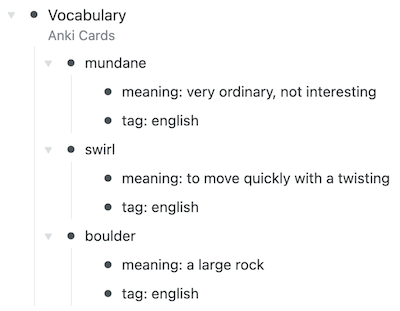 Vocabulary
Anki Cards
mundane
meaning: very ordinary, not interesting
tag: english
swirl
meaning: to move quickly with a twisting
tag: english
boulder
meaning: a large rock
tag: english